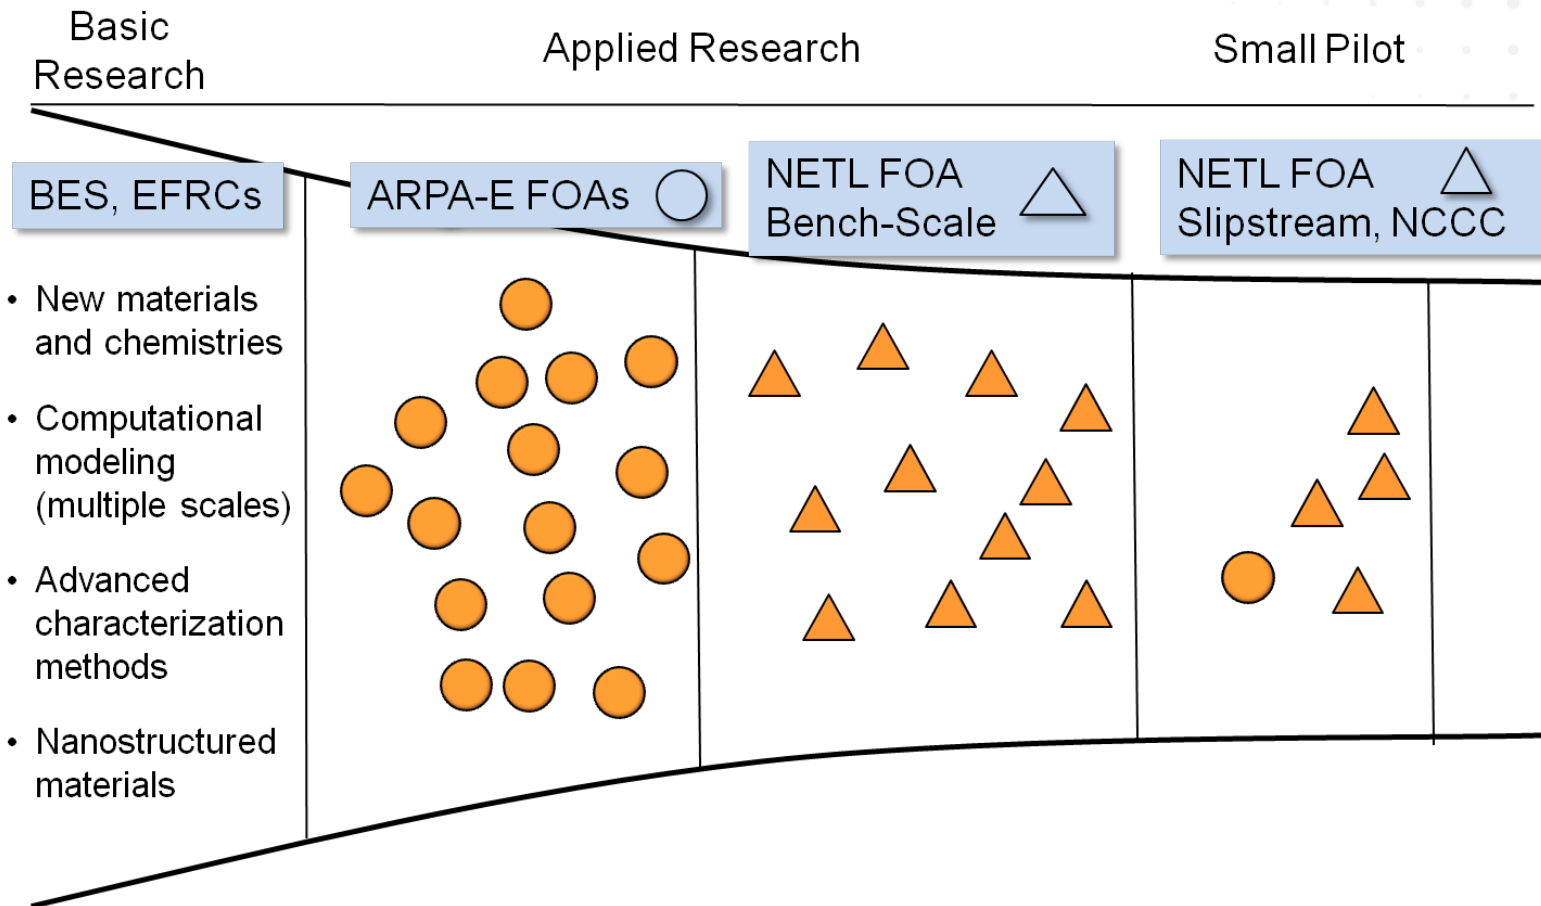 Basic
Research
Applied Research
Small Pilot
BES, EFRCs
ARPA-E FOAs
NETL FOA
Bench-Scale
NETL FOA
Slipstream, NCCC
• New materials
and chemistries
• Computational
modeling
(multiple scales)
• Advanced
characterization
methods
• Nanostructured
materials